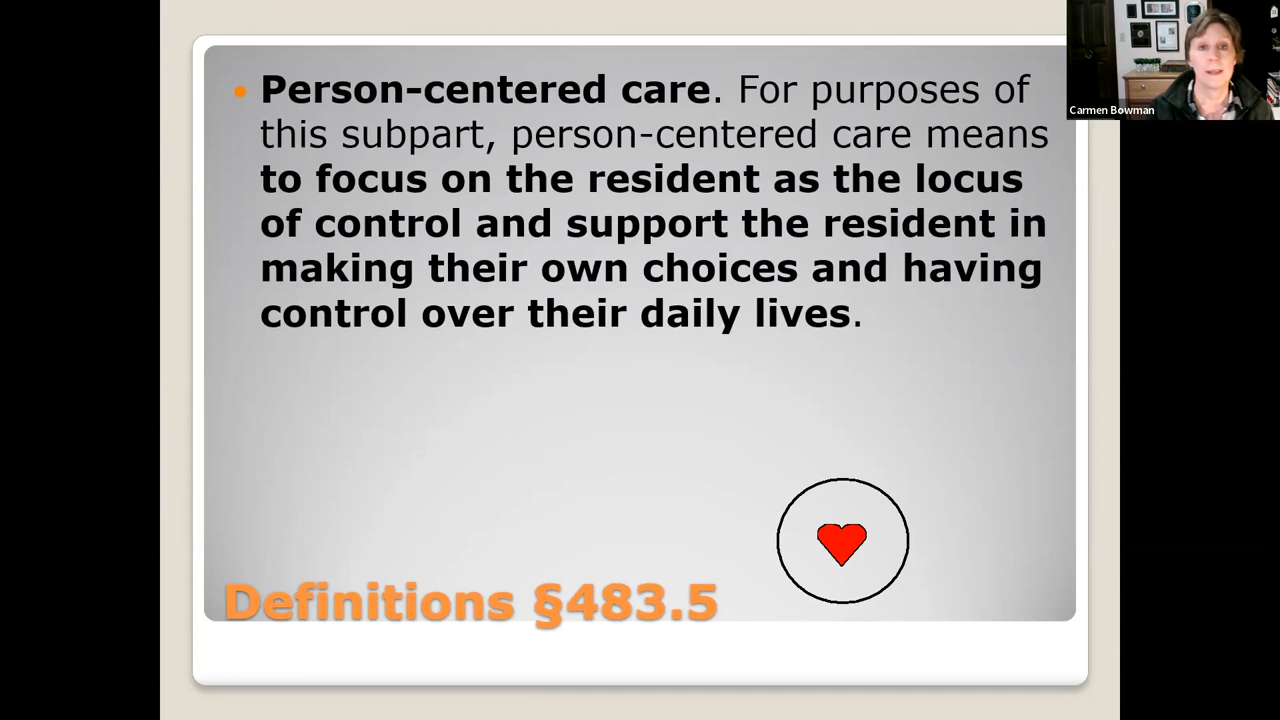 Person-centered care. For purposes of
this subpart, person-centered care means
to focus on the resident as the locus
of control and support the resident in
making their own choices and having
control over their daily lives.
Definitions §483.5
Carmen Bowman